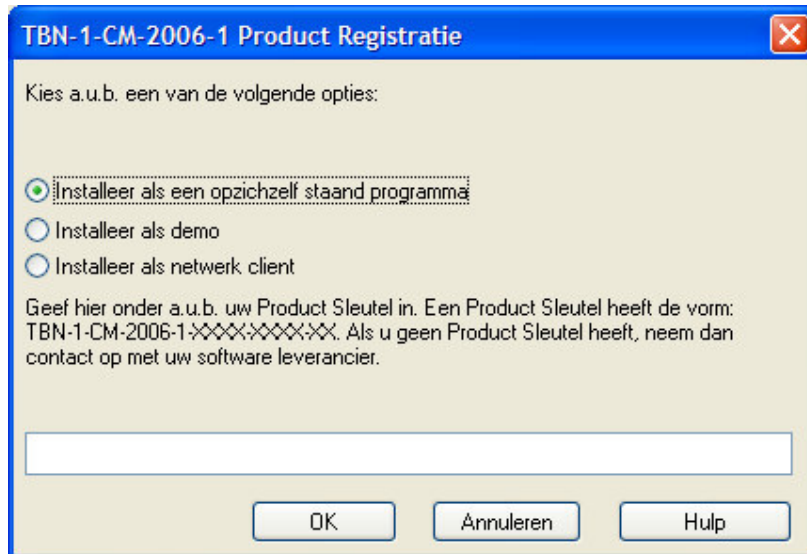 TBN-1-CM-2006-1 Product Registratie
Kies a.u.b. een van de volgende opties:
Installeer als een opzichzelf staand programma
Installeer als demo
Installeer als netwerk client
Geef hier onder a.u.b. uw Product Sleutel in. Een Product Sleutel heeft de vorm:
TBN-1-CM-2006-1-XXXX-XXXX-XX. Als u geen Product Sleutel heeft, neem dan
contact op met uw software leverancier.
OK
Annuleren
Hulp